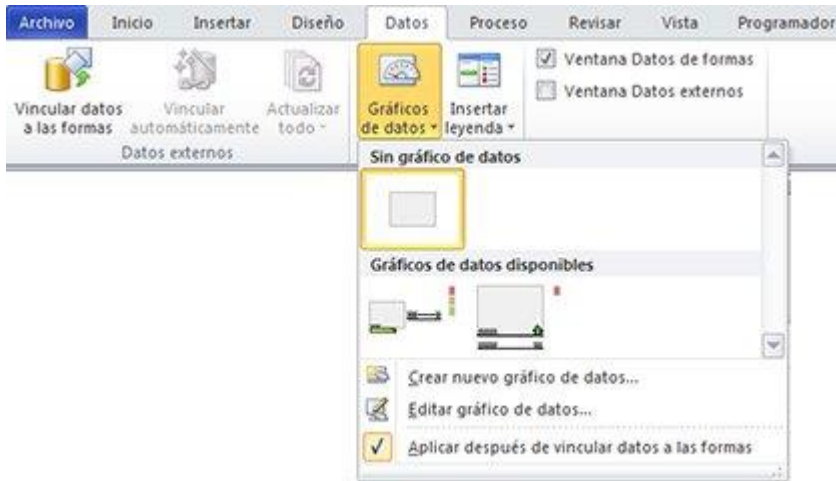 Archivo Inicio Insertar Diseño Datos Proceso Revisar Vista Programador
Vincular datos
a las formas
Vincular
automáticamente
Actualizar
todo
Datos externos
Gráficos
de datos
Insertar
leyenda
Ventana Datos de formas
Ventana Datos externos
Sin gráfico de datos
Gráficos de datos disponibles
Crear nuevo gráfico de datos...
Editar gráfico de datos...
Aplicar después de vincular datos a las formas